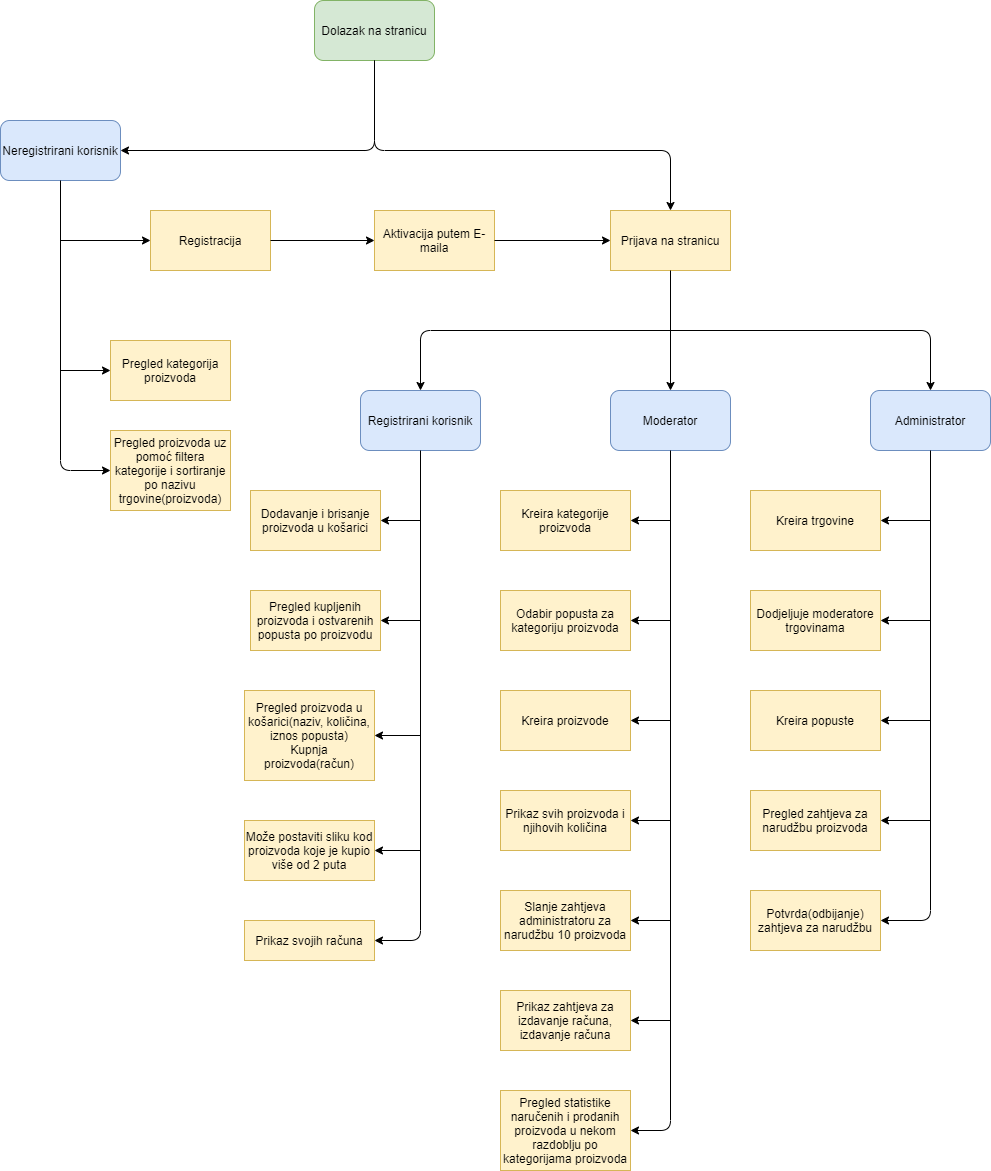 Dolazak na stranicu
Neregistrirani korisnik
Registracija
Aktivacija putem E-
maila
Prijava na stranicu
Pregled kategorija
proizvoda
Pregled proizvoda uz
pomoć filtera
kategorije i sortiranje
po nazivu
trgovine(proizvoda)
Registrirani korisnik
Moderator
Administrator
Dodavanje i brisanje
proizvoda u košarici
Pregled kupljenih
proizvoda i ostvarenih
popusta po proizvodu
Pregled proizvoda u
košarici(naziv, količina,
iznos popusta)
Kupnja
proizvoda(račun)
Može postaviti sliku kod
proizvoda koje je kupio
više od 2 puta
Prikaz svojih računa
Kreira kategorije
proizvoda
Odabir popusta za
kategoriju proizvoda
Kreira proizvode
Prikaz svih proizvoda i
njihovih količina
Slanje zahtjeva
administratoru za
narudžbu 10 proizvoda
Prikaz zahtjeva za
izdavanje računa,
izdavanje računa
Pregled statistike
naručenih i prodanih
proizvoda u nekom
razdoblju po
kategorijama proizvoda
Kreira trgovine
Dodjeljuje moderatore
trgovinama
Kreira popuste
Pregled zahtjeva za
narudžbu proizvoda
Potvrda(odbijanje)
zahtjeva za narudžbu